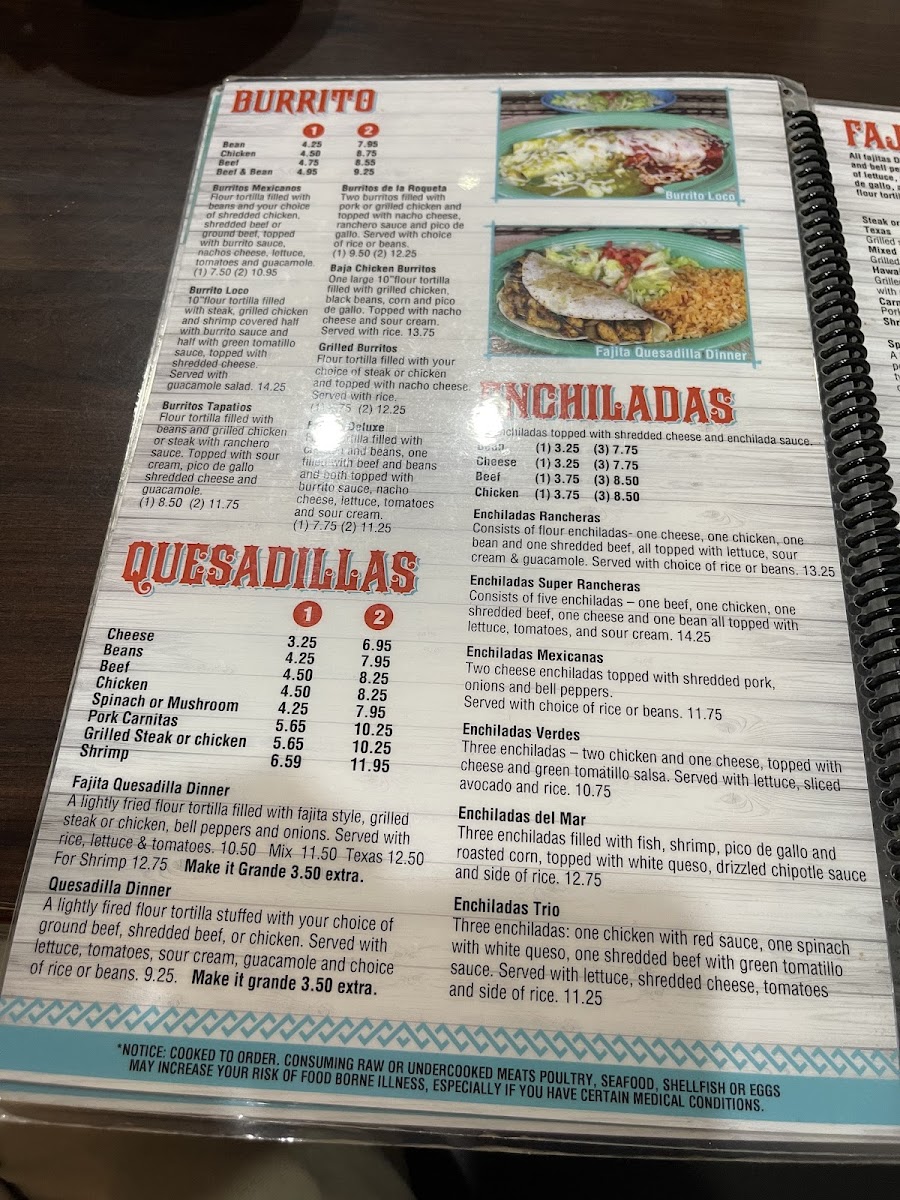 BURRITO
1 2
Bean 4.25 7.95
Chicken 4.50 8.75
Beef 4.75 8.55
Beef & Bean 4.95 9.25
Burritos Mexicanos
Flour tortilla filled with
beans and your choice
of shredded chicken,
shredded beef or
ground beef, topped
with burrito sauce,
nachos cheese, lettuce,
tomatoes and guacamole.
(1) 7.50 (2) 10.95
Burrito Loco
10"flour tortilla filled
with steak, grilled chicken
and shrimp covered half
with burrito sauce and
half with green tomatillo
sauce, topped with
shredded cheese.
Served with
guacamole salad. 14.25
Burritos Tapatios
Flour tortilla filled with
beans and grilled chicken
or steak with ranchero
sauce. Topped with sour
cream, pico de gallo
shredded cheese and
guacamole.
(1) 8.50 (2) 11.75
Burritos de la Roqueta
Two burritos filled with
pork or grilled chicken and
topped with nacho cheese,
ranchero sauce and pico de
gallo. Served with choice
of rice or beans.
(1) 9.50 (2) 12.25
Baja Chicken Burritos
One large 10"flour tortilla
filled with grilled chicken,
black beans, corn and pico
de gallo. Topped with nacho
cheese and sour cream.
Served with rice. 13.75
Grilled Burritos
Flour tortilla filled with your
choice of steak or chicken
and topped with nacho cheese.
Served with rice.
(2) 12.25
Deluxe
filled with
and beans, one
filled with beef and beans
and both topped with
burrito sauce, nacho
cheese, lettuce, tomatoes
and sour cream.
(1) 7.75 (2) 11.25
QUESADILLAS
1 2
Cheese 3.25 6.95
Beans 4.25 7.95
Beef 4.50 8.25
Chicken 4.50 8.25
Spinach or Mushroom 4.25 7.95
Pork Carnitas 5.65 10.25
Grilled Steak or chicken 5.65 10.25
Shrimp 6.59 11.95
Fajita Quesadilla Dinner
A lightly fried flour tortilla filled with fajita style, grilled
steak or chicken, bell peppers and onions. Served with
rice, lettuce & tomatoes. 10.50 Mix 11.50 Texas 12.50
For Shrimp 12.75 Make it Grande 3.50 extra.
Quesadilla Dinner
A lightly fired flour tortilla stuffed with your choice of
ground beef, shredded beef, or chicken. Served with
lettuce, tomatoes, sour cream, guacamole and choice
of rice or beans. 9.25. Make it grande 3.50 extra.
Burrito Loco
Fajita Quesadilla Dinner
ENCHILADAS
enchiladas topped with shredded cheese and enchilada sauce.
Bean (1) 3.25 (3) 7.75
Cheese (1) 3.25 (3) 7.75
Beef (1) 3.75 (3) 8.50
Chicken (1) 3.75 (3) 8.50
Enchiladas Rancheras
Consists of flour enchiladas- one cheese, one chicken, one
bean and one shredded beef, all topped with lettuce, sour
cream & guacamole. Served with choice of rice or beans. 13.25
Enchiladas Super Rancheras
Consists of five enchiladas – one beef, one chicken, one
shredded beef, one cheese and one bean all topped with
lettuce, tomatoes, and sour cream. 14.25
Enchiladas Mexicanas
Two cheese enchiladas topped with shredded pork,
onions and bell peppers.
Served with choice of rice or beans. 11.75
Enchiladas Verdes
Three enchiladas – two chicken and one cheese, topped with
cheese and green tomatillo salsa. Served with lettuce, sliced
avocado and rice. 10.75
Enchiladas del Mar
Three enchiladas filled with fish, shrimp, pico de gallo and
roasted corn, topped with white queso, drizzled chipotle sauce
and side of rice. 12.75
Enchiladas Trio
Three enchiladas: one chicken with red sauce, one spinach
with white queso, one shredded beef with green tomatillo
sauce. Served with lettuce, shredded cheese, tomatoes
and side of rice. 11.25
*NOTICE: COOKED TO ORDER. CONSUMING RAW OR UNDERCOOKED MEATS POULTRY, SEAFOOD, SHELLFISH OR EGGS
MAY INCREASE YOUR RISK OF FOOD BORNE ILLNESS, ESPECIALLY IF YOU HAVE CERTAIN MEDICAL CONDITIONS.
FAJ
All fajitas
and bell
of lettuce,
de gallo,
flour
Steak or
Texas
Grilled
Mixed
Grilled
with